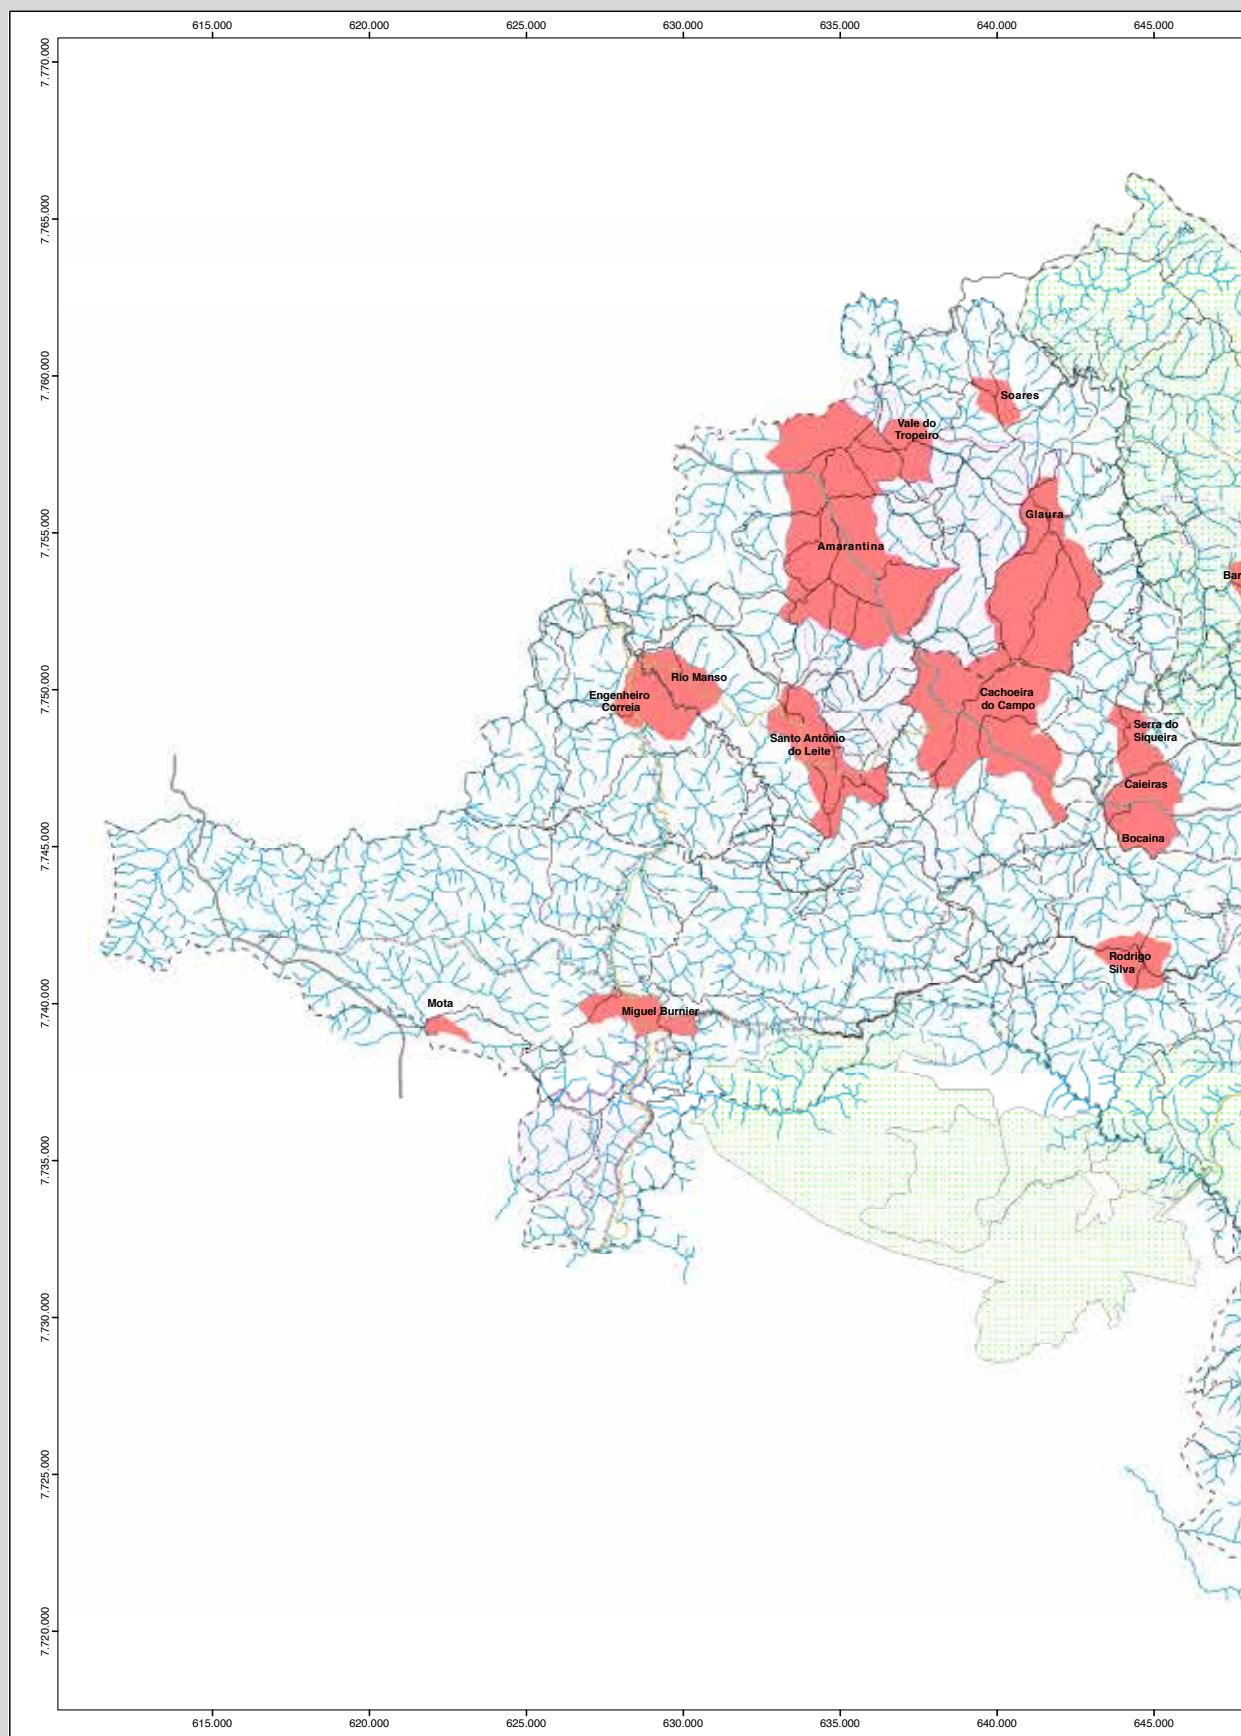 615.000
620.000
625.000
630.000
635.000
640.000
645.000
7.770.000
7.765.000
7.760.000
7.755.000
7.750.000
7.745.000
7.740.000
7.735.000
7.730.000
7.725.000
7.720.000
Soares
Vale do
Tropeiro
Glaura
Amarantina
Bar
Rio Manso
Engenheiro
Correia
Cachoeira
do Campo
Santo Antônio
do Leite
Serra do
Siqueira
Caieiras
Bocaina
Rodrigo
Silva
Mota
Miguel Burnier
615.000
620.000
625.000
630.000
635.000
640.000
645.000